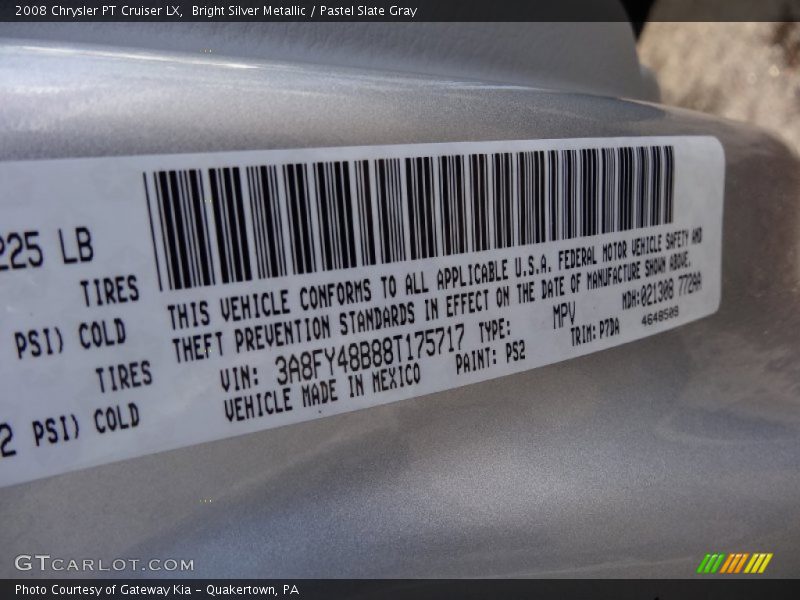 2008 Chrysler PT Cruiser LX, Bright Silver Metallic / Pastel Slate Gray
225 LB
TIRES
PSI) COLD
TIRES
2 PSI) COLD
THIS VEHICLE CONFORMS TO ALL APPLICABLE U.S.A. FEDERAL MOTOR VEHICLE SAFETY AND
THEFT PREVENTION STANDARDS IN EFFECT ON THE DATE OF MANUFACTURE SHOWN ABOVE.
VIN: 3A8FY48B88T175717 TYPE: MPV MDH:021308 772AA
VEHICLE MADE IN MEXICO PAINT: PS2 TRIM: P7DA 4648509
GTCARLOT.COM
Photo Courtesy of Gateway Kia - Quakertown, PA